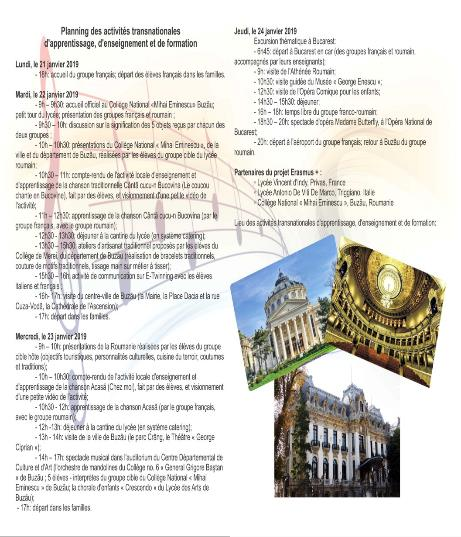 Planning des activités transnationales
d'apprentissage, d'enseignement et de formation
Lundi, le 21 janvier 2019
- 18h: accueil du groupe français; départ des élèves français dans les familles.
Mardi, le 22 janvier 2019
- 9h – 9h30: accueil officiel au Collège National «Mihai Eminescu» Buzău;
petit tour du lycée; présentation des groupes français et roumain ;
- 9h30 – 10h: discussion sur la signification des 5 objets reçus par chacun des
deux groupes ;
- 10h – 10h30: présentations du Collège National « Mihai Eminescu », de la
ville et du département de Buzău, réalisées par les élèves du groupe cible du lycée
roumain;
- 10h30 – 11h: compte-rendu de l'activité locale d'enseignement et
d'apprentissage de la chanson traditionnelle Cântă cucu-n Bucovina (Le coucou
chante en Bucovine), fait par des élèves, et visionnement d'une petite vidéo de
l'activité;
- 11h – 12h30: apprentissage de la chanson Cântă cucu-n Bucovina (par le
groupe français, avec le groupe roumain);
- 12h30 - 13h30: déjeuner à la cantine du lycée (en système catering);
- 13h30 – 15h30: ateliers d'artisanat traditionnel proposés par les élèves du
Collège de Meserii, du département de Buzău (réalisation de bracelets traditionnels,
couture de motifs traditionnels, tissage main sur métier à tisser);
- 15h30 – 16h: activité de communication sur E-Twinning avec les élèves
italiens et français;
- 16h- 17h: visite du centre-ville de Buzău (la Mairie, la Place Dacia et la rue
Cuza-Vodă, la Cathédrale de l'Ascension);
- 17h: départ dans les familles.
Mercredi, le 23 janvier 2019
- 9h – 10h: présentations de la Roumanie réalisées par les élèves du groupe
cible hôte (objectifs touristiques, personnalités culturelles, cuisine du terroir, coutumes
et traditions);
- 10h – 10h30: compte-rendu de l'activité locale d'enseignement et
d'apprentissage de la chanson Acasă (Chez moi), fait par des élèves, et visionnement
d'une petite vidéo de l'activité;
- 10h30 - 12h: apprentissage de la chanson Acasă (par le groupe français,
avec le groupe roumain);
- 12h -13h: déjeuner à la cantine du lycée (en système catering);
- 13h - 14h: visite de la ville de Buzău (le parc Crâng, le Théâtre « George
Ciprian »);
- 14h – 17h: spectacle musical dans l'auditorium du Centre Départemental de
Culture et d'Art (l'orchestre de mandolines du Collège no. 6 « General Grigore Baștan
» de Buzău ; 5 élèves - interprètes du groupe cible du Collège National « Mihai
Eminescu » de Buzău; la chorale d'enfants « Crescendo » du Lycée des Arts de
Buzău);
- 17h: départ dans les familles.
Jeudi, le 24 janvier 2019
Excursion thématique à Bucarest:
- 6h45: départ à Bucarest en car (des groupes français et roumain,
accompagnés par leurs enseignants);
- 9h: visite de l'Athénée Roumain;
- 10h30: visite guidée du Musée « George Enescu »;
- 12h30: visite de l'Opéra Comique pour les enfants;
- 14h30 – 15h30: déjeuner;
- 16h – 18h: temps libre du groupe franco-roumain;
- 18h30 – 20h: spectacle d'opéra Madame Butterfly, à l'Opéra National de
Bucarest;
- 20h: départ à l'aéroport du groupe français; retour à Buzău du groupe
roumain.
Partenaires du projet Erasmus + :
• Lycée Vincent d'Indy, Privas, France
• Lycée Antonio De Viti De Marco, Triggiano, Italie
• Collège National « Mihai Eminescu », Buzău, Roumanie
Lieu des activités transnationales d'apprentissage, d'enseignement et de formation: